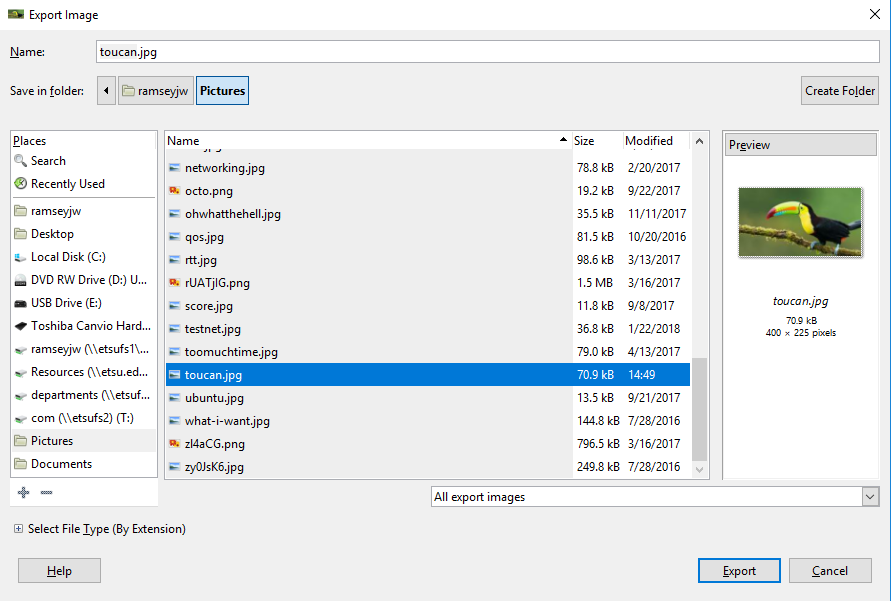 Export Image
Name: toucan.jpg
Save in folder: ramseyjw Pictures Create Folder
Places
Search
Recently Used
ramseyjw
Desktop
Local Disk (C:)
DVD RW Drive (D:) U...
USB Drive (E:)
Toshiba Canvio Hard...
ramseyjw (\\etsufs1\...
Resources (\\etsu.ed...
departments (\\etsuf...
com (\\etsufs2) (T:)
Pictures
Documents
Name Size Modified
networking.jpg 78.8 kB 2/20/2017
octo.png 19.2 kB 9/22/2017
ohwhatthehell.jpg 35.5 kB 11/11/2017
qos.jpg 81.5 kB 10/20/2016
rtt.jpg 98.6 kB 3/13/2017
rUATjIG.png 1.5 MB 3/16/2017
score.jpg 11.8 kB 9/8/2017
testnet.jpg 36.8 kB 1/22/2018
toomuchtime.jpg 79.0 kB 4/13/2017
toucan.jpg 70.9 kB 14:49
ubuntu.jpg 13.5 kB 9/21/2017
what-i-want.jpg 144.8 kB 7/28/2016
zl4aCG.png 796.5 kB 3/16/2017
zy0JsK6.jpg 249.8 kB 7/28/2016
Preview
toucan.jpg
70.9 kB
400 × 225 pixels
All export images
Select File Type (By Extension)
Help Export Cancel